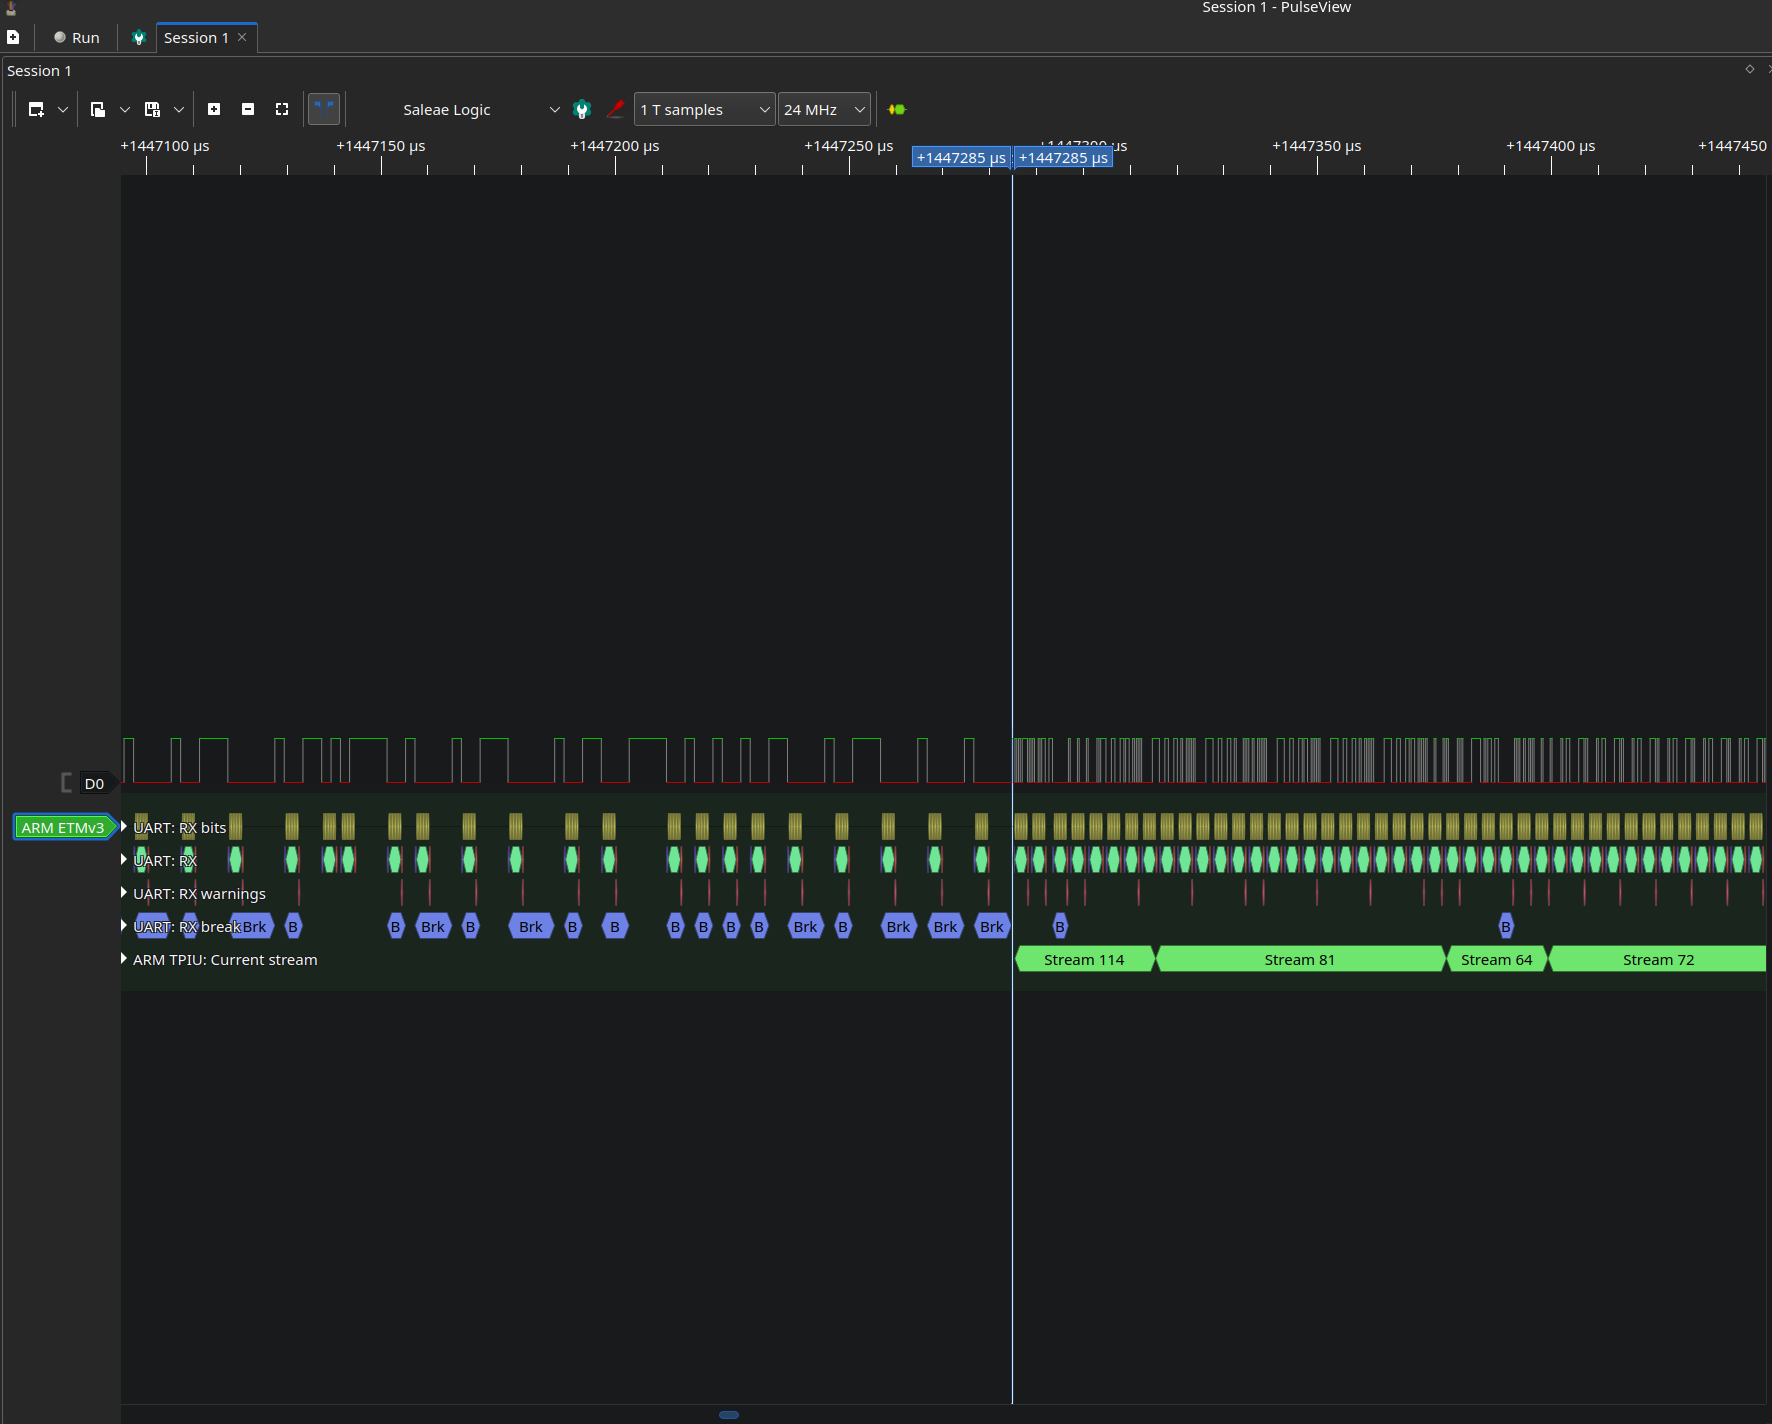 Session 1 - PulseView
Run
Session 1
Session 1
Saleae Logic
1 T samples
24 MHz
+1447100 µs
+1447150 µs
+1447200 µs
+1447250 µs
+1447300 µs
+1447350 µs
+1447400 µs
+1447450
+1447285 µs
+1447285 µs
D0
ARM ETMv3
UART: RX bits
UART: RX
UART: RX warnings
UART: RX break Brk B B Brk B Brk B B B B B B Brk B Brk Brk Brk B B
ARM TPIU: Current stream Stream 114 Stream 81 Stream 64 Stream 72